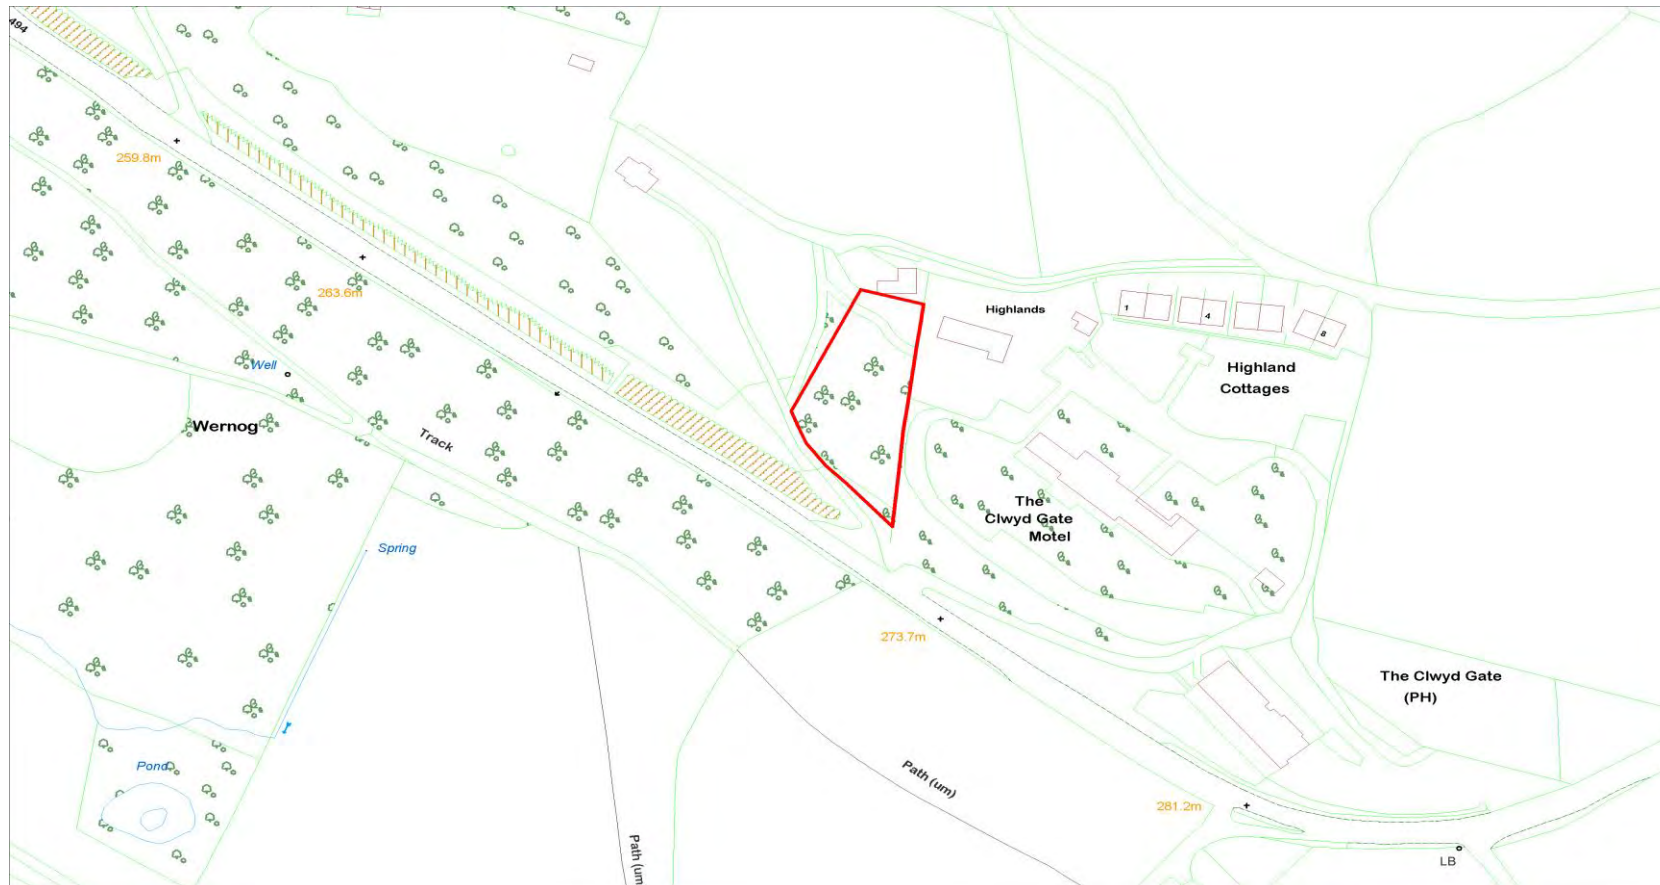 494
259.8m
263.6m
Highlands
1
4
8
Well
Highland
Cottages
Wernog
Track
The
Clwyd Gate
Motel
Spring
273.7m
The Clwyd Gate
(PH)
Pond
Path (um)
281.2m
Path (um
LB